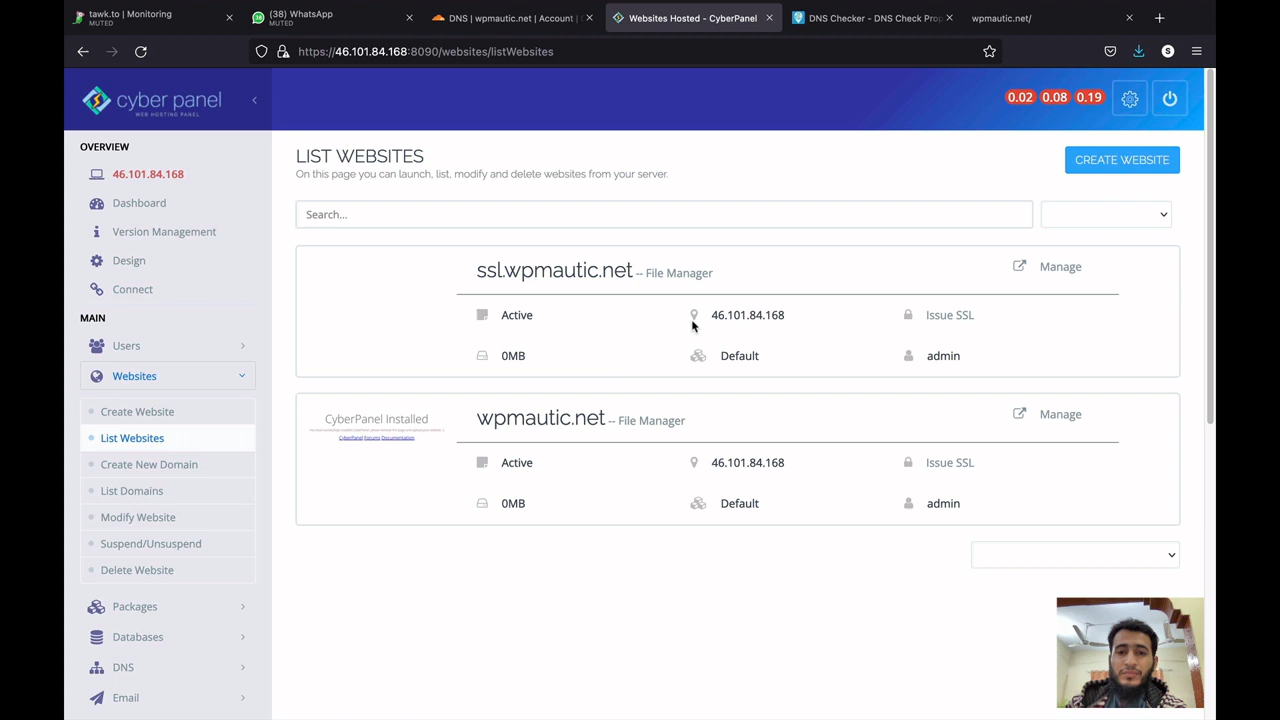 tawk.to | Monitoring
MUTED
(38) WhatsApp
MUTED
DNS | wpmautic.net | Account | C
Websites Hosted - CyberPanel
DNS Checker - DNS Check Prop
wpmautic.net/
https://46.101.84.168:8090/websites/listWebsites
S
cyber panel
WEB HOSTING PANEL
0.02 0.08 0.19
OVERVIEW
46.101.84.168
Dashboard
Version Management
Design
Connect
MAIN
Users
Websites
Create Website
List Websites
Create New Domain
List Domains
Modify Website
Suspend/Unsuspend
Delete Website
Packages
Databases
DNS
Email
LIST WEBSITES
On this page you can launch, list, modify and delete websites from your server.
CREATE WEBSITE
Search...
ssl.wpmautic.net -- File Manager
Manage
Active
46.101.84.168
Issue SSL
0MB
Default
admin
CyberPanel Installed
CyberPanel Forums Documentation
wpmautic.net -- File Manager
Manage
Active
46.101.84.168
Issue SSL
0MB
Default
admin